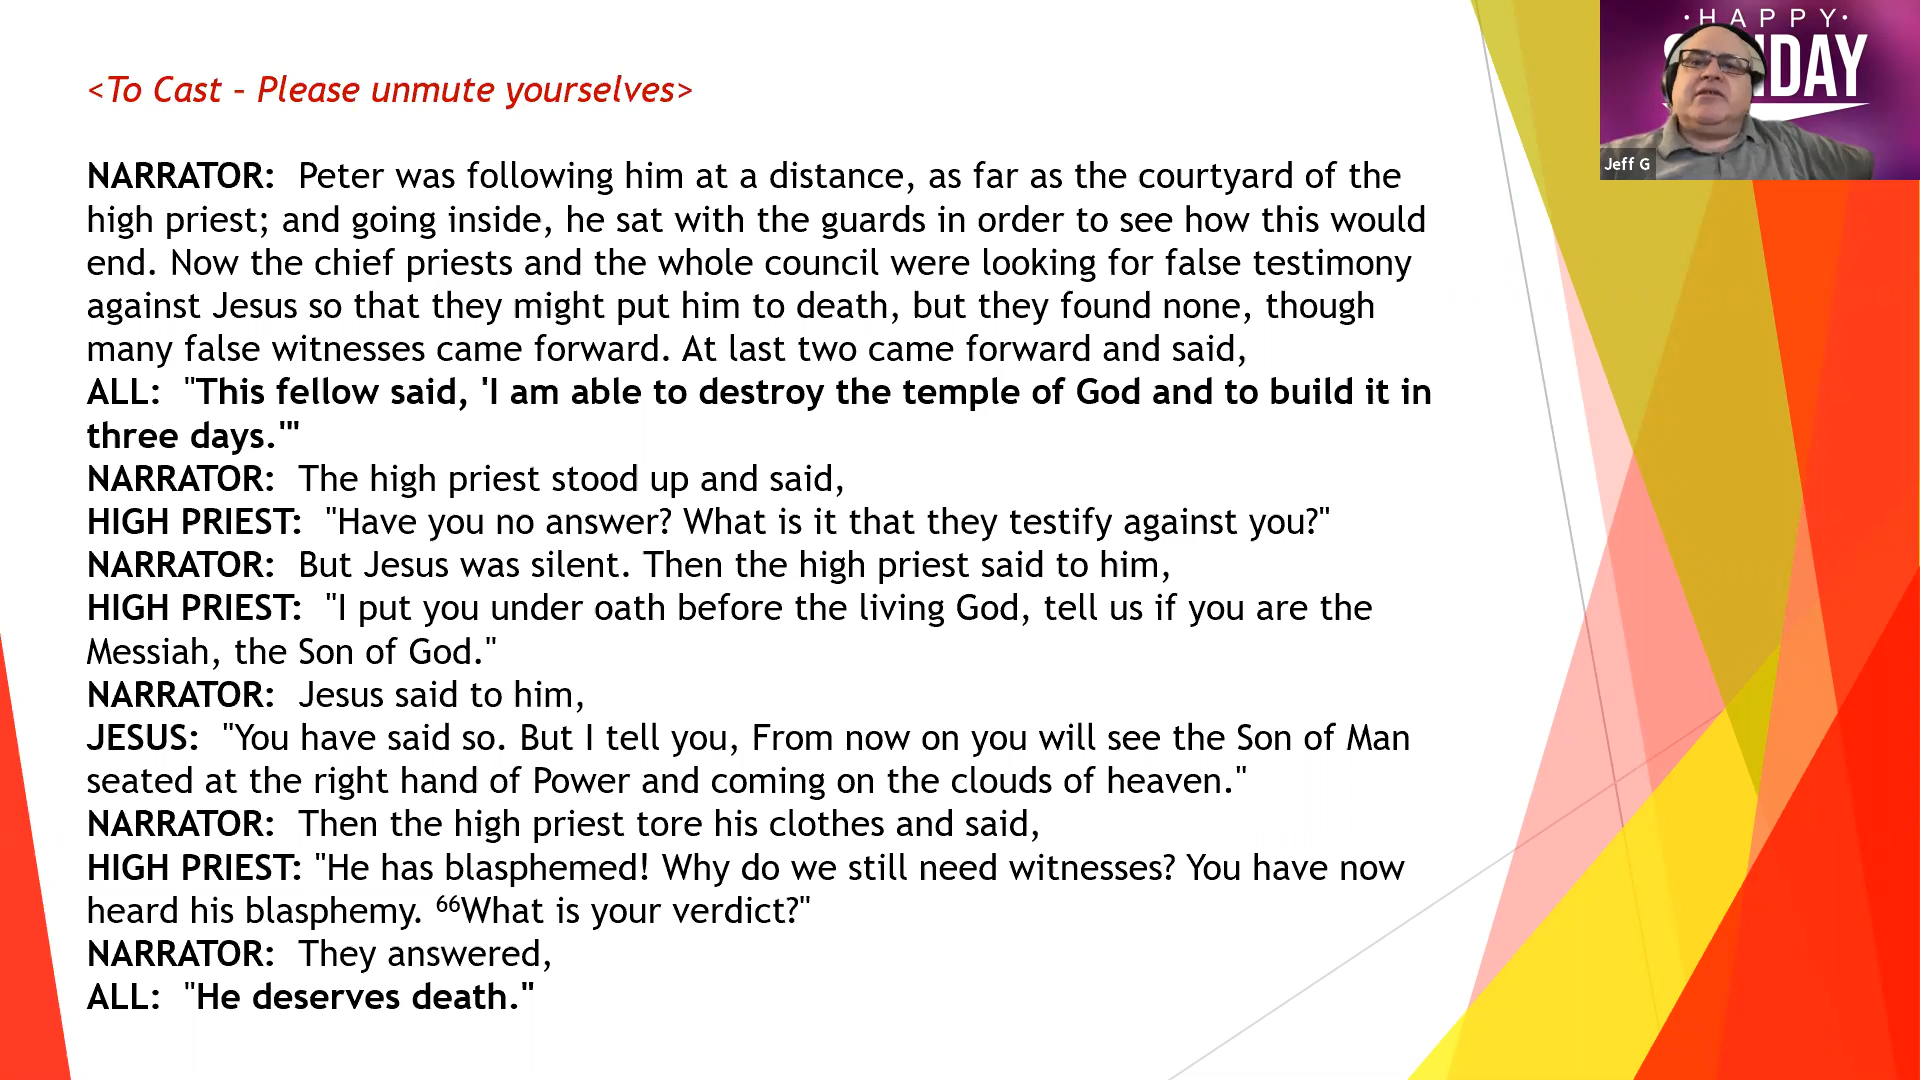 <To Cast – Please unmute yourselves>
NARRATOR: Peter was following him at a distance, as far as the courtyard of the
high priest; and going inside, he sat with the guards in order to see how this would
end. Now the chief priests and the whole council were looking for false testimony
against Jesus so that they might put him to death, but they found none, though
many false witnesses came forward. At last two came forward and said,
ALL: "This fellow said, 'I am able to destroy the temple of God and to build it in
three days.'"
NARRATOR: The high priest stood up and said,
HIGH PRIEST: "Have you no answer? What is it that they testify against you?"
NARRATOR: But Jesus was silent. Then the high priest said to him,
HIGH PRIEST: "I put you under oath before the living God, tell us if you are the
Messiah, the Son of God."
NARRATOR: Jesus said to him,
JESUS: "You have said so. But I tell you, From now on you will see the Son of Man
seated at the right hand of Power and coming on the clouds of heaven."
NARRATOR: Then the high priest tore his clothes and said,
HIGH PRIEST: "He has blasphemed! Why do we still need witnesses? You have now
heard his blasphemy. ⁶⁶What is your verdict?"
NARRATOR: They answered,
ALL: "He deserves death."
·HAPPY·
Jeff G